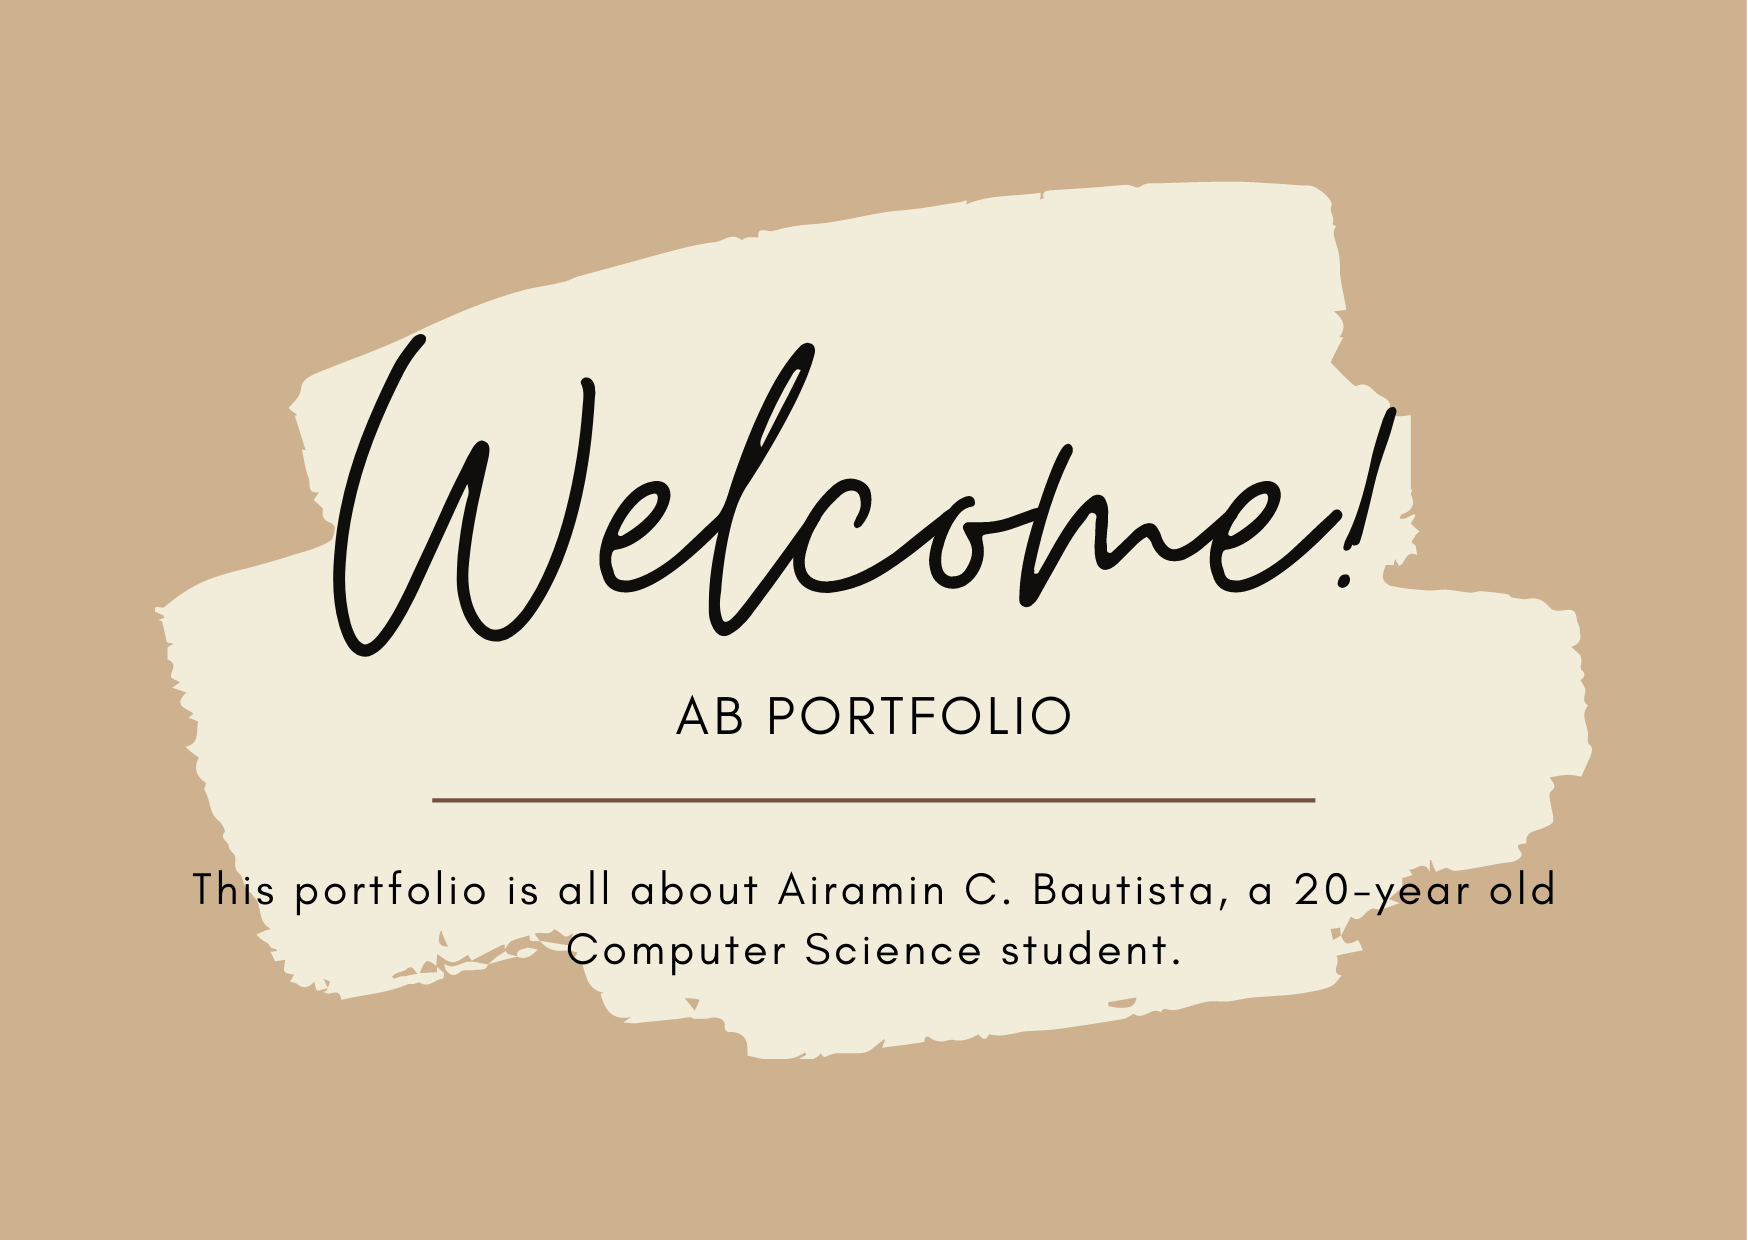 Welcome!
AB PORTFOLIO
This portfolio is all about Airamin C. Bautista, a 20-year old
Computer Science student.